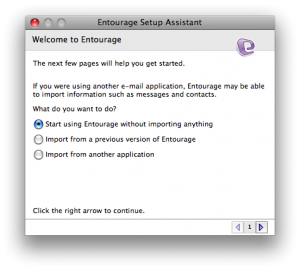 Entourage Setup Assistant
Welcome to Entourage
The next few pages will help you get started.
If you were using another e-mail application, Entourage may be able
to import information such as messages and contacts.
What do you want to do?
Start using Entourage without importing anything
Import from a previous version of Entourage
Import from another application
Click the right arrow to continue.
1